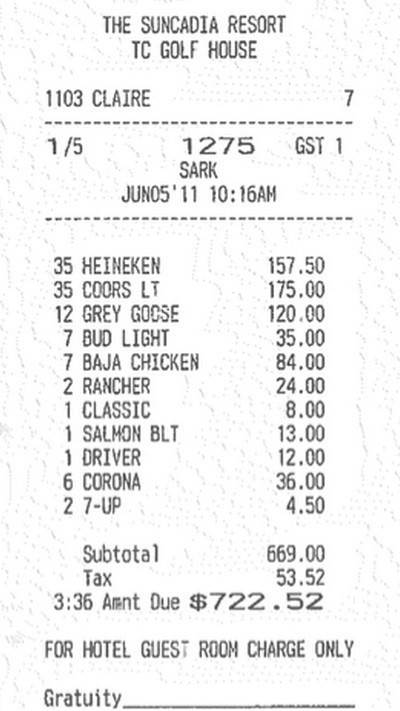 THE SUNCADIA RESORT
TC GOLF HOUSE
1103 CLAIRE 7
1/5 1275 GST 1
SARK
JUN05'11 10:16AM
35 HEINEKEN 157.50
35 COORS LT 175.00
12 GREY GOOSE 120.00
7 BUD LIGHT 35.00
7 BAJA CHICKEN 84.00
2 RANCHER 24.00
1 CLASSIC 8.00
1 SALMON BLT 13.00
1 DRIVER 12.00
6 CORONA 36.00
2 7-UP 4.50
Subtotal 669.00
Tax 53.52
3:36 Amnt Due $722.52
FOR HOTEL GUEST ROOM CHARGE ONLY
Gratuity